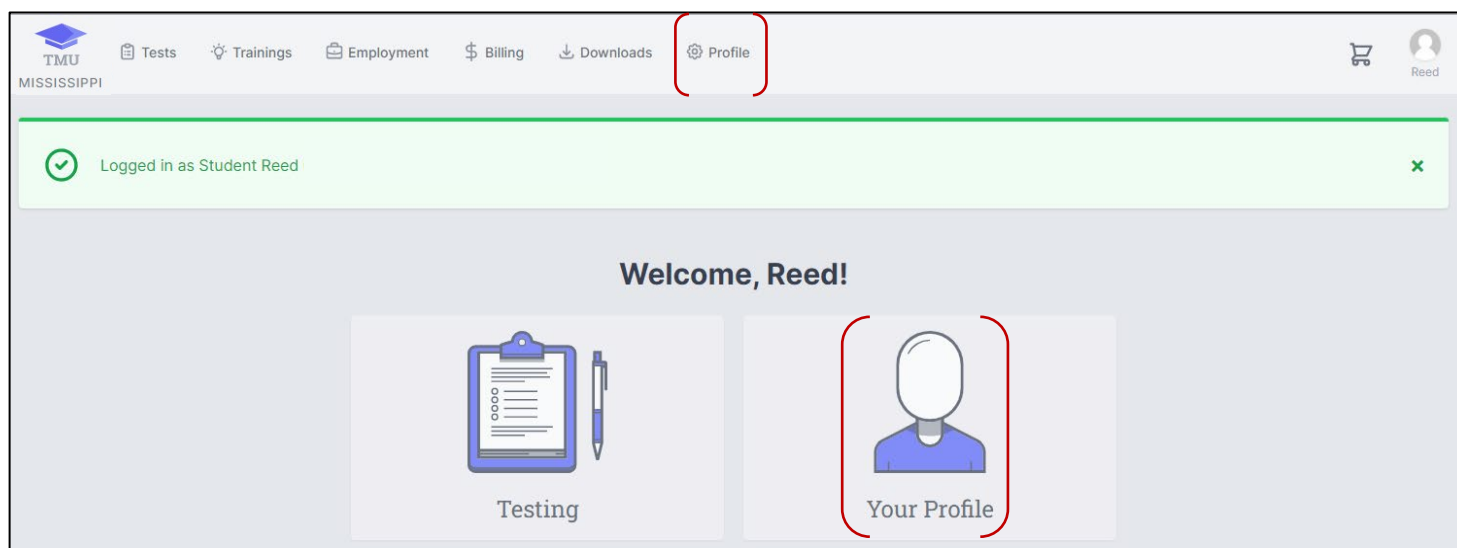 TMU
MISSISSIPPI
Tests
Trainings
Employment
$ Billing
Downloads
Profile
Reed
Logged in as Student Reed
Welcome, Reed!
Testing
Your Profile